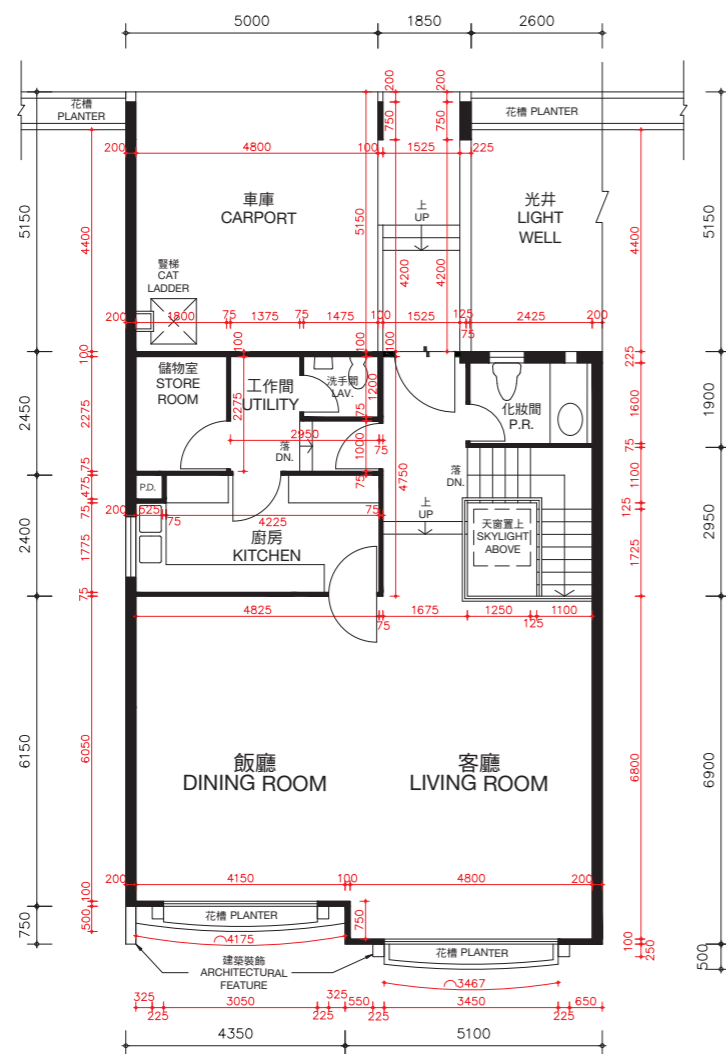 5000 1850 2600
花槽
PLANTER
花槽 PLANTER
200
200
750
750
200 4800 100 1525 225
車庫
CARPORT
上
UP
光井
LIGHT
WELL
5150
4400
5150
4200
4200
4400
5150
豎梯
CAT
LADDER
200 1800 75 1375 75 1475 100 1525 125 75 2425 200
100
100
100
225
儲物室
STORE
ROOM
工作間
UTILITY
洗手間
LAV.
化妝間
P.R.
2450
2275
2275
1200
75
1600
1900
2950
75
落
DN.
1000
75
4750
落
DN.
75
75
475
P.D.
75
1100
125
200 525 75 4225 75
上
UP
天窗置上
SKYLIGHT
ABOVE
2400
1775
廚房
KITCHEN
1725
2950
75
4825 75 1675 1250 125 1100
6150
6050
飯廳
DINING ROOM
客廳
LIVING ROOM
6800
6900
200 4150 100 4800 200
100
500
750
花槽 PLANTER
750
4175
花槽 PLANTER
100
250
500
建築裝飾
ARCHITECTURAL
FEATURE
3467
325 225 3050 225 325 550 225 3450 225 650
4350 5100